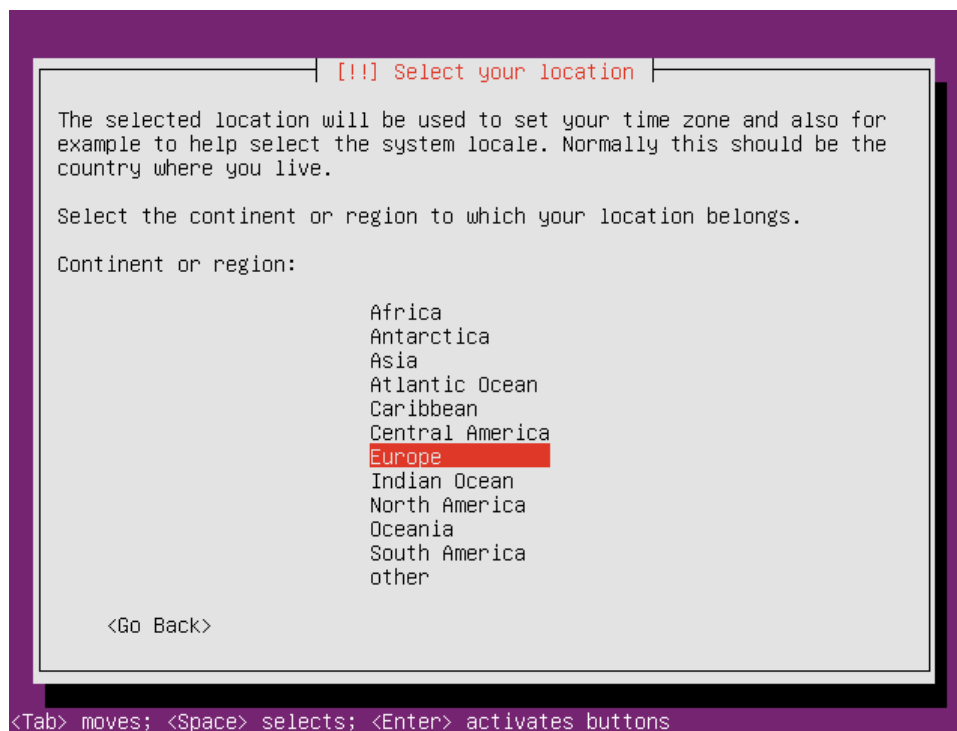 [!!] Select your location
The selected location will be used to set your time zone and also for
example to help select the system locale. Normally this should be the
country where you live.
Select the continent or region to which your location belongs.
Continent or region:
Africa
Antarctica
Asia
Atlantic Ocean
Caribbean
Central America
Europe
Indian Ocean
North America
Oceania
South America
other
<Go Back>
<Tab> moves; <Space> selects; <Enter> activates buttons